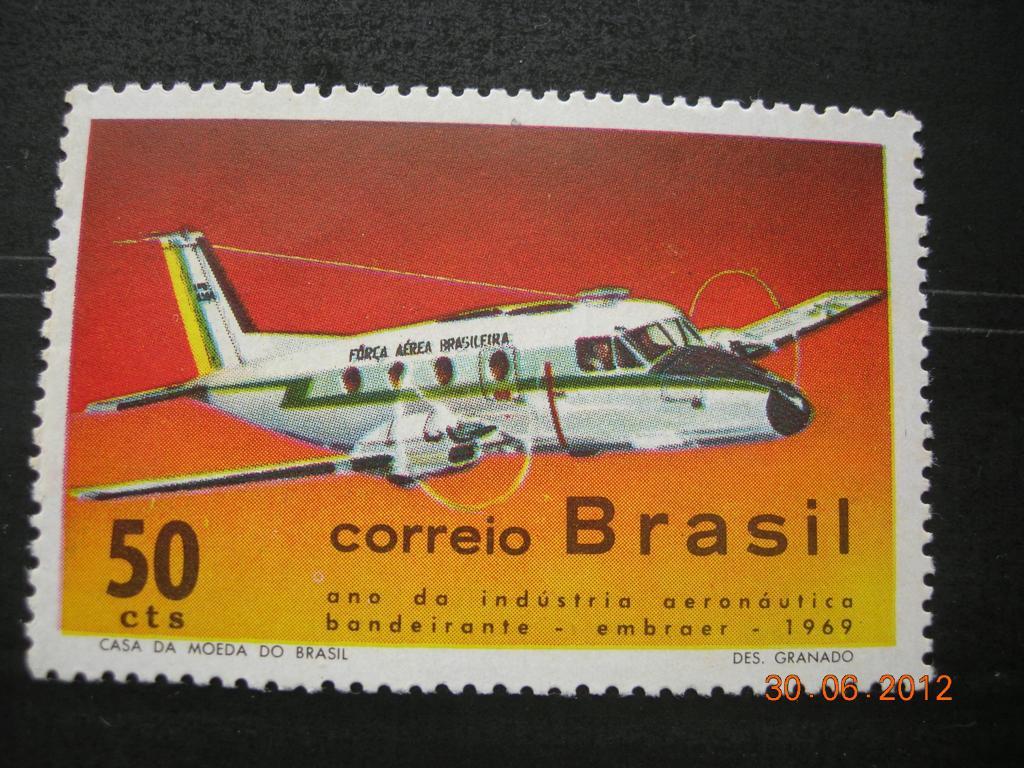 FÔRÇA AÉREA BRASILEIRA
50
cts
correio Brasil
ano da indústria aeronáutica
bandeirante - embraer - 1969
CASA DA MOEDA DO BRASIL
DES. GRANADO
30.06.2012